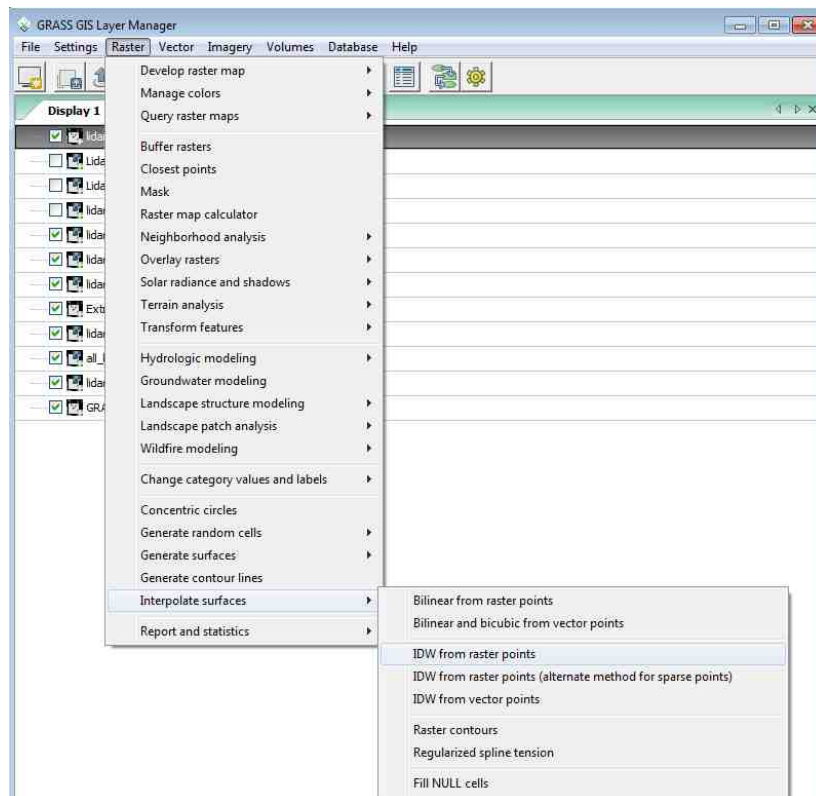 GRASS GIS Layer Manager
File Settings Raster Vector Imagery Volumes Database Help
Display 1
Develop raster map
Manage colors
Query raster maps
Buffer rasters
Closest points
Mask
Raster map calculator
Neighborhood analysis
Overlay rasters
Solar radiance and shadows
Terrain analysis
Transform features
Hydrologic modeling
Groundwater modeling
Landscape structure modeling
Landscape patch analysis
Wildfire modeling
Change category values and labels
Concentric circles
Generate random cells
Generate surfaces
Generate contour lines
Interpolate surfaces
Report and statistics
Bilinear from raster points
Bilinear and bicubic from vector points
IDW from raster points
IDW from raster points (alternate method for sparse points)
IDW from vector points
Raster contours
Regularized spline tension
Fill NULL cells